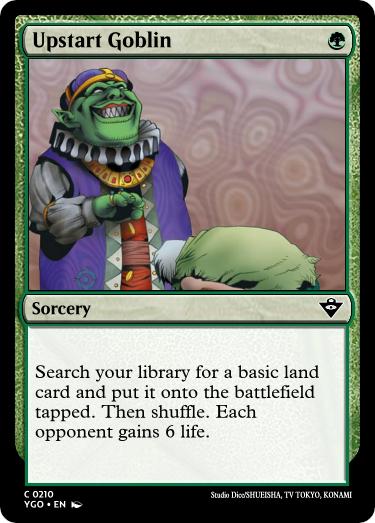 Upstart Goblin
Sorcery
Search your library for a basic land
card and put it onto the battlefield
tapped. Then shuffle. Each
opponent gains 6 life.
C 0210
YGO • EN
Studio Dice/SHUEISHA, TV TOKYO, KONAMI